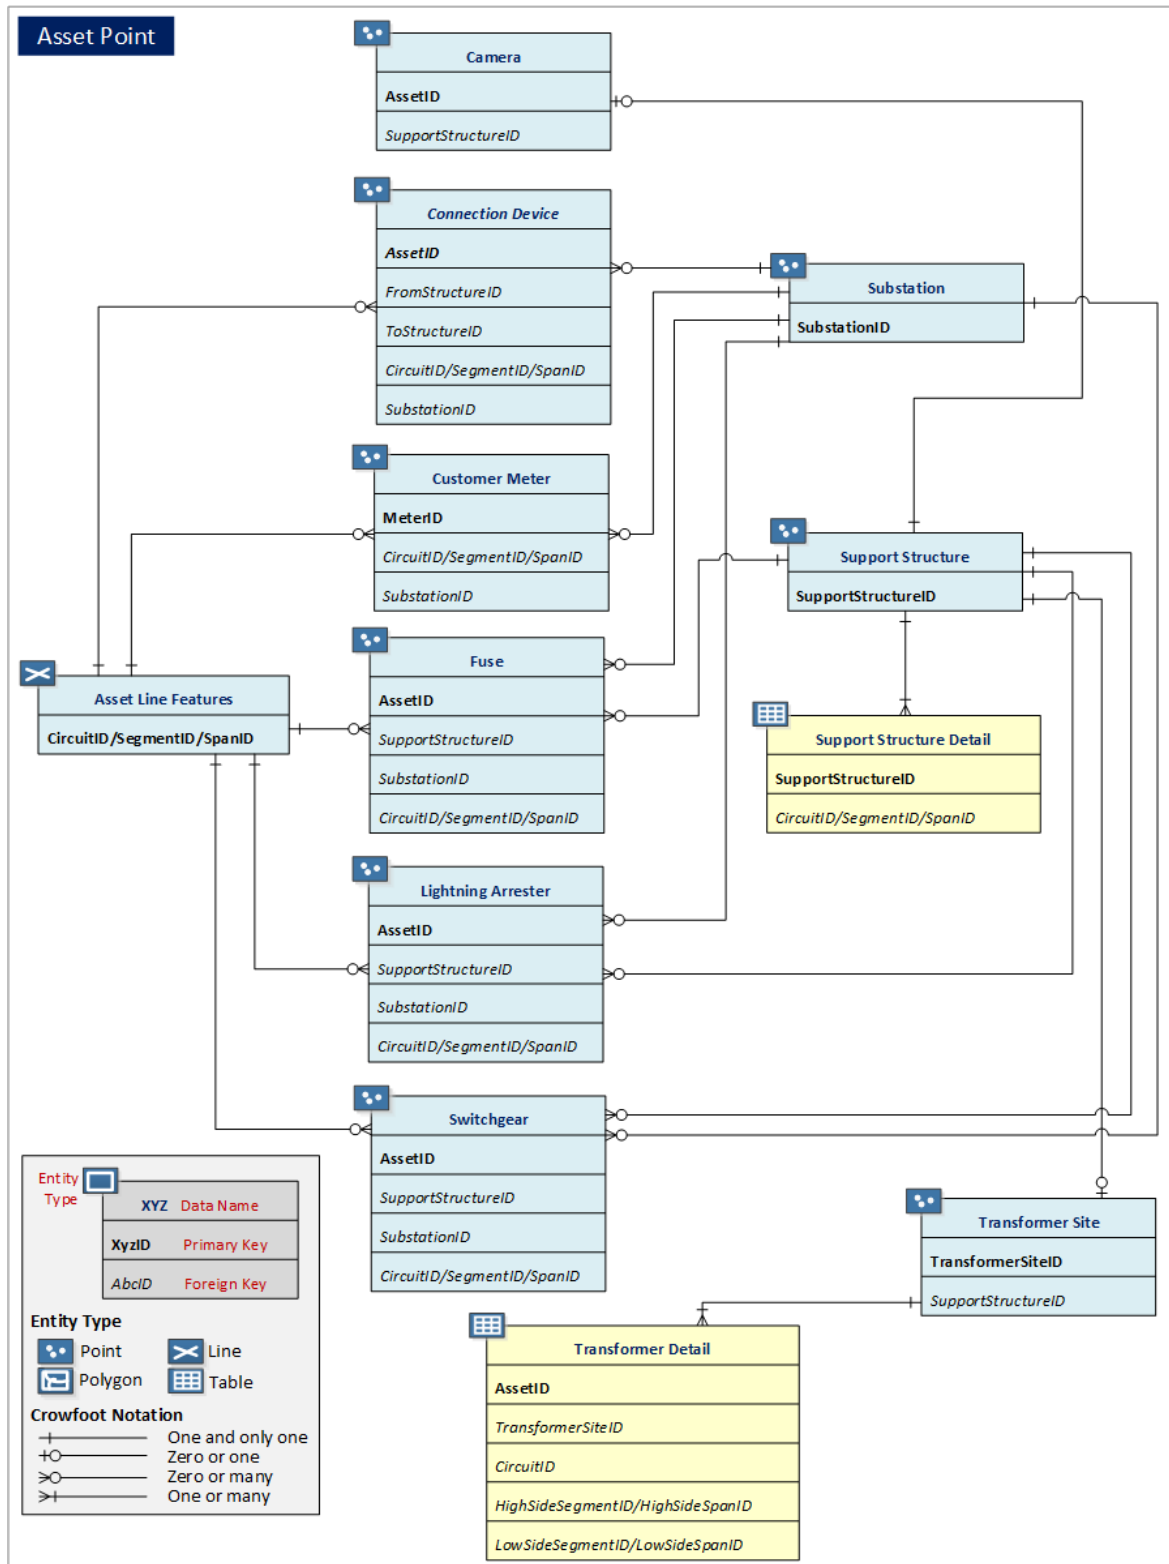 Asset Point
Camera
AssetID
SupportStructureID
Connection Device
AssetID
FromStructureID
ToStructureID
CircuitID/SegmentID/SpanID
SubstationID
Substation
SubstationID
Customer Meter
MeterID
CircuitID/SegmentID/SpanID
SubstationID
Support Structure
SupportStructureID
Fuse
AssetID
SupportStructureID
SubstationID
CircuitID/SegmentID/SpanID
Asset Line Features
CircuitID/SegmentID/SpanID
Support Structure Detail
SupportStructureID
CircuitID/SegmentID/SpanID
Lightning Arrester
AssetID
SupportStructureID
SubstationID
CircuitID/SegmentID/SpanID
Switchgear
AssetID
SupportStructureID
SubstationID
CircuitID/SegmentID/SpanID
Transformer Site
TransformerSiteID
SupportStructureID
Transformer Detail
AssetID
TransformerSiteID
CircuitID
HighSideSegmentID/HighSideSpanID
LowSideSegmentID/LowSideSpanID
Entity
Type
XYZ Data Name
XyzID Primary Key
AbcID Foreign Key
Entity Type
Point
Line
Polygon
Table
Crowfoot Notation
One and only one
Zero or one
Zero or many
One or many